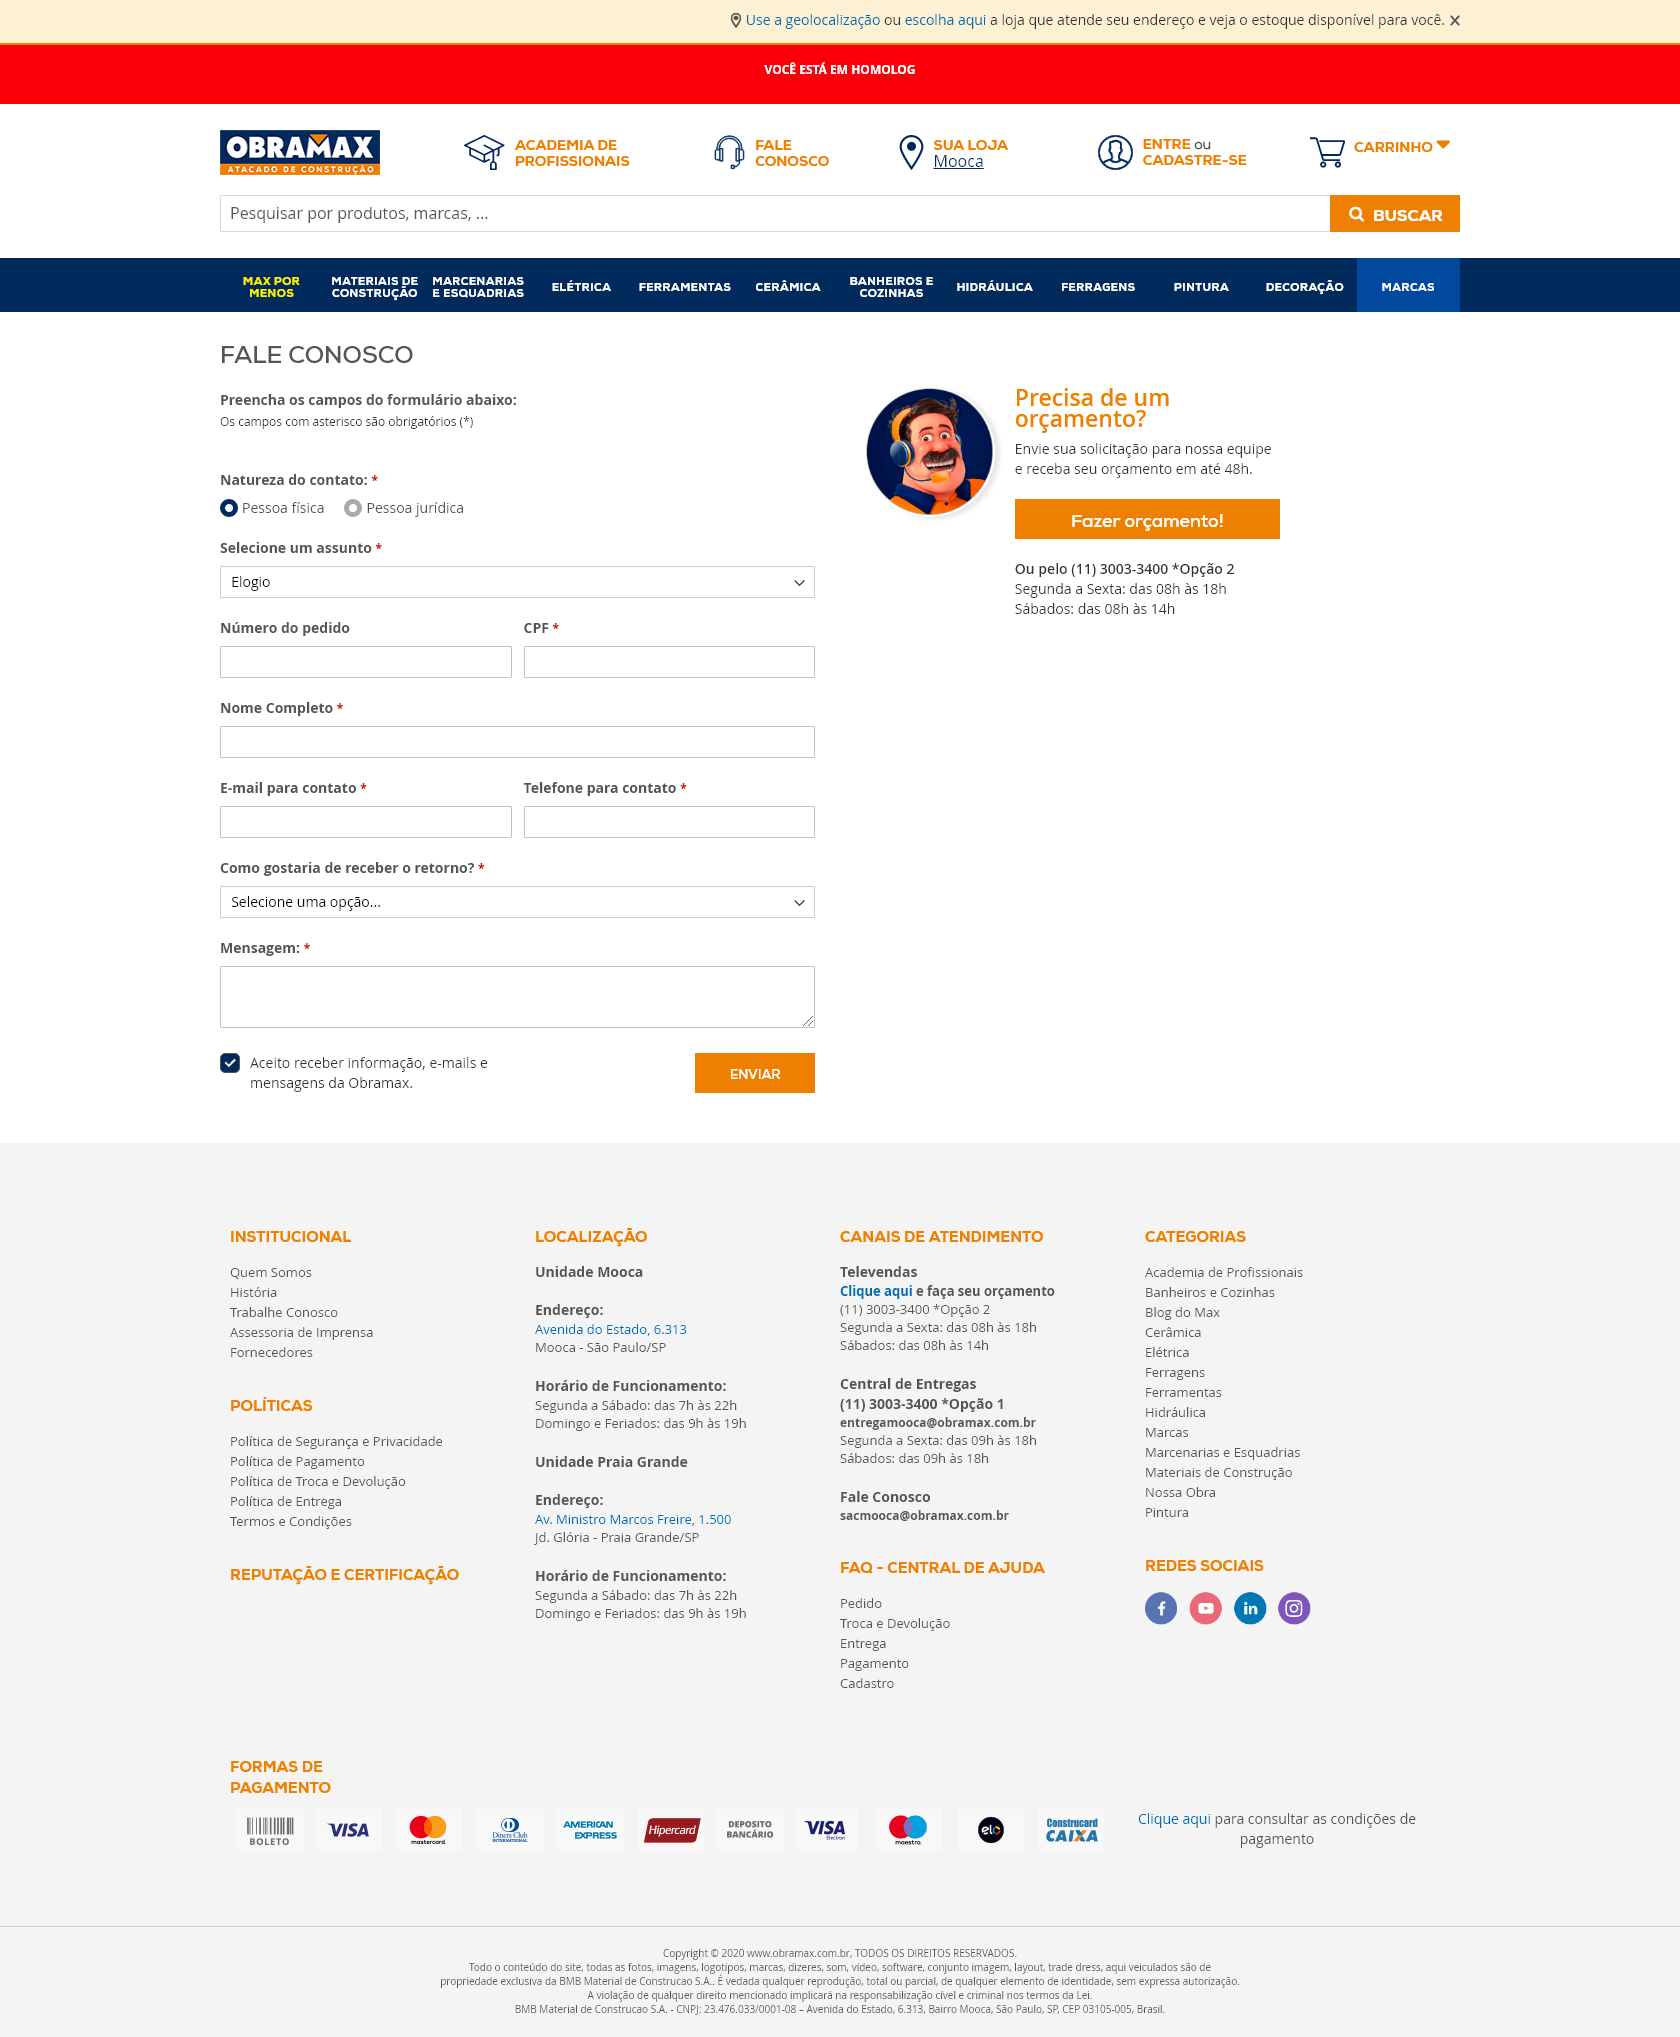 Use a geolocalização ou escolha aqui a loja que atende seu endereço e veja o estoque disponível para você.
VOCÊ ESTÁ EM HOMOLOG
OBRAMAX
ATACADO DE CONSTRUÇÃO
ACADEMIA DE
PROFISSIONAIS
FALE
CONOSCO
SUA LOJA
Mooca
ENTRE ou
CADASTRE-SE
CARRINHO
Pesquisar por produtos, marcas, ...
BUSCAR
MAX POR
MENOS
MATERIAIS DE
CONSTRUÇÃO
MARCENARIAS
E ESQUADRIAS
ELÉTRICA
FERRAMENTAS
CERÂMICA
BANHEIROS E
COZINHAS
HIDRÁULICA
FERRAGENS
PINTURA
DECORAÇÃO
MARCAS
FALE CONOSCO
Preencha os campos do formulário abaixo:
Os campos com asterisco são obrigatórios (*)
Natureza do contato: *
Pessoa física
Pessoa jurídica
Selecione um assunto *
Elogio
Número do pedido
CPF *
Nome Completo *
E-mail para contato *
Telefone para contato *
Como gostaria de receber o retorno? *
Selecione uma opção...
Mensagem: *
Aceito receber informação, e-mails e
mensagens da Obramax.
ENVIAR
Precisa de um
orçamento?
Envie sua solicitação para nossa equipe
e receba seu orçamento em até 48h.
Fazer orçamento!
Ou pelo (11) 3003-3400 *Opção 2
Segunda a Sexta: das 08h às 18h
Sábados: das 08h às 14h
INSTITUCIONAL
Quem Somos
História
Trabalhe Conosco
Assessoria de Imprensa
Fornecedores
POLÍTICAS
Política de Segurança e Privacidade
Política de Pagamento
Política de Troca e Devolução
Política de Entrega
Termos e Condições
REPUTAÇÃO E CERTIFICAÇÃO
LOCALIZAÇÃO
Unidade Mooca
Endereço:
Avenida do Estado, 6.313
Mooca - São Paulo/SP
Horário de Funcionamento:
Segunda a Sábado: das 7h às 22h
Domingo e Feriados: das 9h às 19h
Unidade Praia Grande
Endereço:
Av. Ministro Marcos Freire, 1.500
Jd. Glória - Praia Grande/SP
Horário de Funcionamento:
Segunda a Sábado: das 7h às 22h
Domingo e Feriados: das 9h às 19h
CANAIS DE ATENDIMENTO
Televendas
Clique aqui e faça seu orçamento
(11) 3003-3400 *Opção 2
Segunda a Sexta: das 08h às 18h
Sábados: das 08h às 14h
Central de Entregas
(11) 3003-3400 *Opção 1
entregamooca@obramax.com.br
Segunda a Sexta: das 09h às 18h
Sábados: das 09h às 18h
Fale Conosco
sacmooca@obramax.com.br
FAQ - CENTRAL DE AJUDA
Pedido
Troca e Devolução
Entrega
Pagamento
Cadastro
CATEGORIAS
Academia de Profissionais
Banheiros e Cozinhas
Blog do Max
Cerâmica
Elétrica
Ferragens
Ferramentas
Hidráulica
Marcas
Marcenarias e Esquadrias
Materiais de Construção
Nossa Obra
Pintura
REDES SOCIAIS
f
in
FORMAS DE
PAGAMENTO
BOLETO
VISA
mastercard
Diners Club
INTERNATIONAL
AMERICAN
EXPRESS
Hipercard
DEPOSITO
BANCÁRIO
VISA
Electron
maestro
elo
Construcard
CAIXA
Clique aqui para consultar as condições de
pagamento
Copyright © 2020 www.obramax.com.br, TODOS OS DIREITOS RESERVADOS.
Todo o conteúdo do site, todas as fotos, imagens, logotipos, marcas, dizeres, som, vídeo, software, conjunto imagem, layout, trade dress, aqui veiculados são de
propriedade exclusiva da BMB Material de Construcao S.A.. É vedada qualquer reprodução, total ou parcial, de qualquer elemento de identidade, sem expressa autorização.
A violação de qualquer direito mencionado implicará na responsabilização cível e criminal nos termos da Lei.
BMB Material de Construcao S.A. - CNPJ: 23.476.033/0001-08 – Avenida do Estado, 6.313, Bairro Mooca, São Paulo, SP, CEP 03105-005, Brasil.